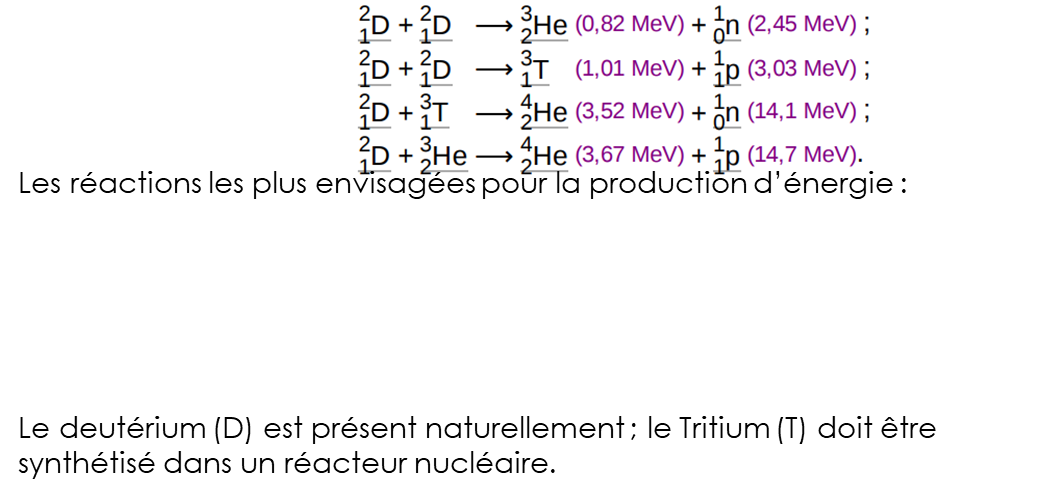 ²₁D + ²₁D ⟶ ³₂He (0,82 MeV) + ¹₀n (2,45 MeV) ;
²₁D + ²₁D ⟶ ³₁T (1,01 MeV) + ¹₁p (3,03 MeV) ;
²₁D + ³₁T ⟶ ⁴₂He (3,52 MeV) + ¹₀n (14,1 MeV) ;
²₁D + ³₂He ⟶ ⁴₂He (3,67 MeV) + ¹₁p (14,7 MeV).
Les réactions les plus envisagées pour la production d’énergie :
Le deutérium (D) est présent naturellement ; le Tritium (T) doit être
synthétisé dans un réacteur nucléaire.